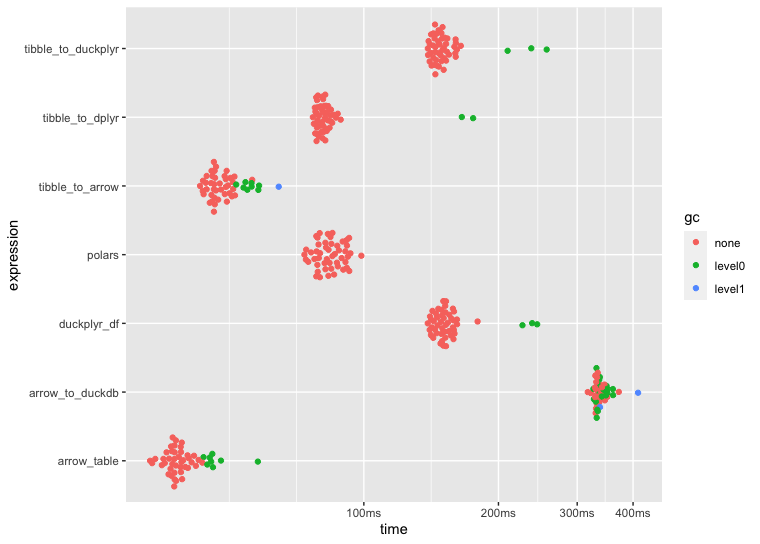 tibble_to_duckplyr
tibble_to_dplyr
tibble_to_arrow
polars
duckplyr_df
arrow_to_duckdb
arrow_table
expression
100ms
200ms
300ms
400ms
time
gc
none
level0
level1